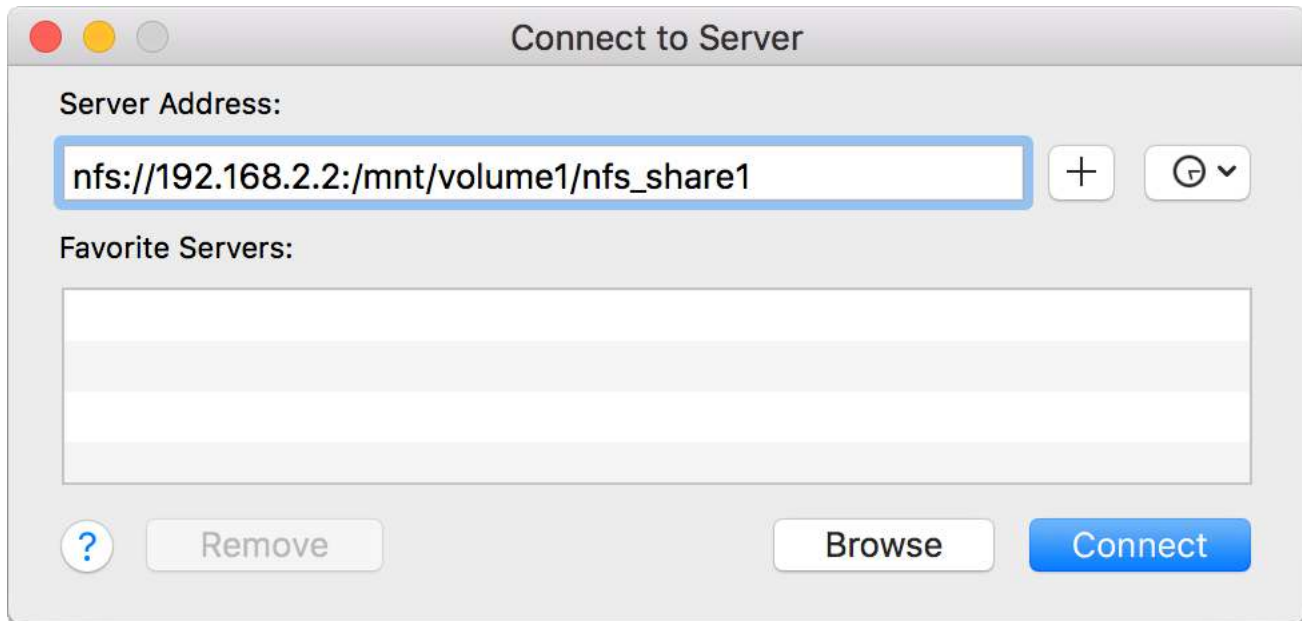 Connect to Server
Server Address:
nfs://192.168.2.2:/mnt/volume1/nfs_share1
Favorite Servers:
?
Remove
Browse
Connect